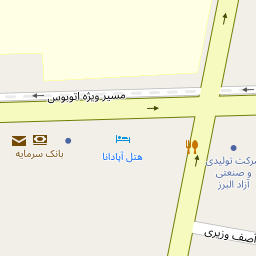 مسیر ویژه اتوبوس
بانک سرمایه
هتل آپادانا
شرکت تولیدی
و صنعتی
آزاد البرز
آصف وزیری